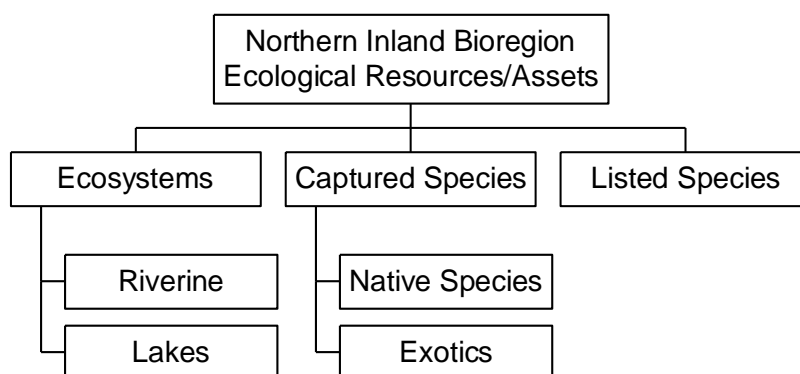 Northern Inland Bioregion
Ecological Resources/Assets
Ecosystems
Captured Species
Listed Species
Riverine
Native Species
Lakes
Exotics